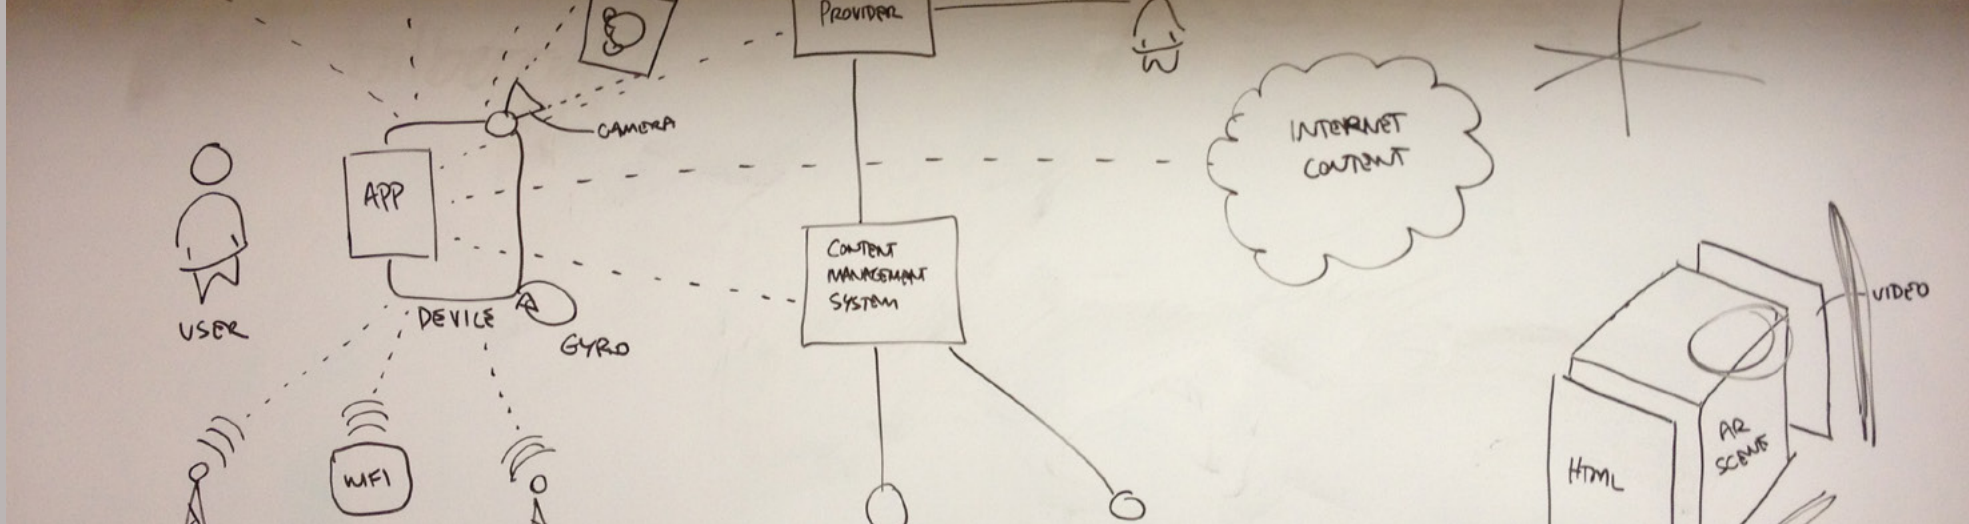 PROVIDER
CAMERA
INTERNET
CONTENT
APP
CONTENT
MANAGEMENT
SYSTEM
VIDEO
DEVICE
USER
GYRO
AR
SCENE
HTML
WIFI